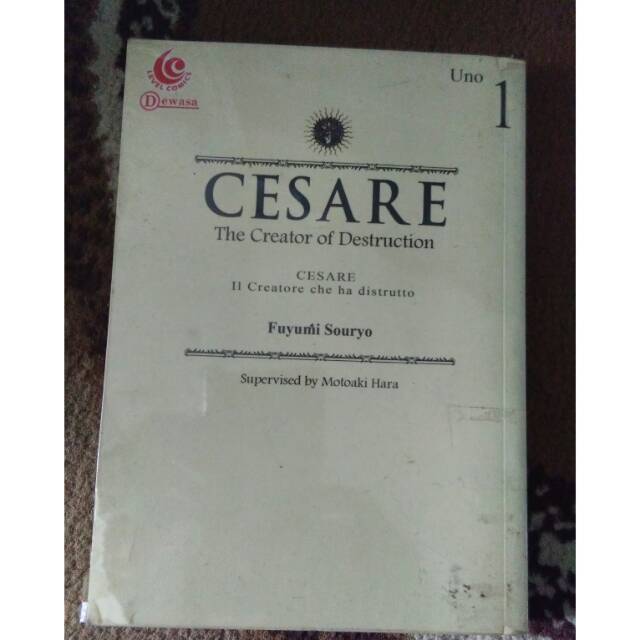 LEVEL COMICS
Dewasa
Uno 1
CESARE
The Creator of Destruction
CESARE
Il Creatore che ha distrutto
Fuyumi Souryo
Supervised by Motoaki Hara